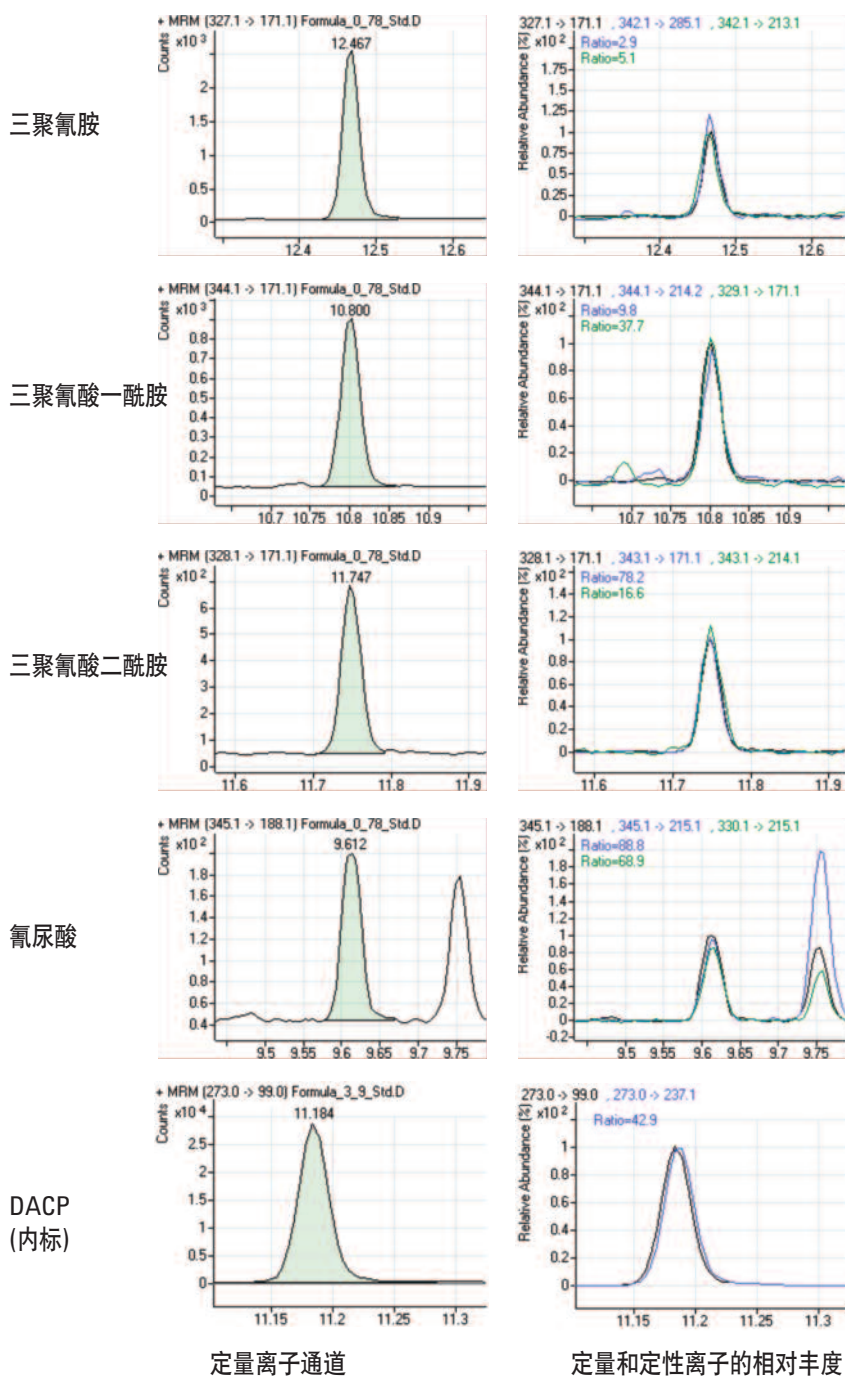 + MRM (327.1 -> 171.1) Formula_0_78_Std.D
Counts
x10 3
12.467
2
1.5
1
0.5
0
12.4 12.5 12.6
327.1 -> 171.1 , 342.1 -> 285.1 , 342.1 -> 213.1
Relative Abundance (%)
x10 2
Ratio=2.9
Ratio=5.1
1.75
1.5
1.25
1
0.75
0.5
0.25
0
12.4 12.5 12.6
三聚氰胺
+ MRM (344.1 -> 171.1) Formula_0_78_Std.D
Counts
x10 3
10.800
0.8
0.7
0.6
0.5
0.4
0.3
0.2
0.1
0
10.7 10.75 10.8 10.85 10.9
344.1 -> 171.1 , 344.1 -> 214.2 , 329.1 -> 171.1
Relative Abundance (%)
x10 2
Ratio=9.8
Ratio=37.7
1
0.8
0.6
0.4
0.2
0
10.7 10.75 10.8 10.85 10.9
三聚氰酸一酰胺
+ MRM (328.1 -> 171.1) Formula_0_78_Std.D
Counts
x10 2
11.747
6
5
4
3
2
1
0
11.6 11.7 11.8 11.9
328.1 -> 171.1 , 343.1 -> 171.1 , 343.1 -> 214.1
Relative Abundance (%)
x10 2
Ratio=78.2
Ratio=16.6
1.4
1.2
1
0.8
0.6
0.4
0.2
0
11.6 11.7 11.8 11.9
三聚氰酸二酰胺
+ MRM (345.1 -> 188.1) Formula_0_78_Std.D
Counts
x10 2
9.612
1.8
1.6
1.4
1.2
1
0.8
0.6
0.4
9.5 9.55 9.6 9.65 9.7 9.75
345.1 -> 188.1 , 345.1 -> 215.1 , 330.1 -> 215.1
Relative Abundance (%)
x10 2
Ratio=88.8
Ratio=68.9
1.8
1.6
1.4
1.2
1
0.8
0.6
0.4
0.2
0
-0.2
9.5 9.55 9.6 9.65 9.7 9.75
氰尿酸
+ MRM (273.0 -> 99.0) Formula_3_9_Std.D
Counts
x10 4
11.184
2.5
2
1.5
1
0.5
0
11.15 11.2 11.25 11.3
273.0 -> 99.0 , 273.0 -> 237.1
Relative Abundance (%)
x10 2
Ratio=42.9
1
0.8
0.6
0.4
0.2
0
11.15 11.2 11.25 11.3
DACP
(内标)
定量离子通道
定量和定性离子的相对丰度